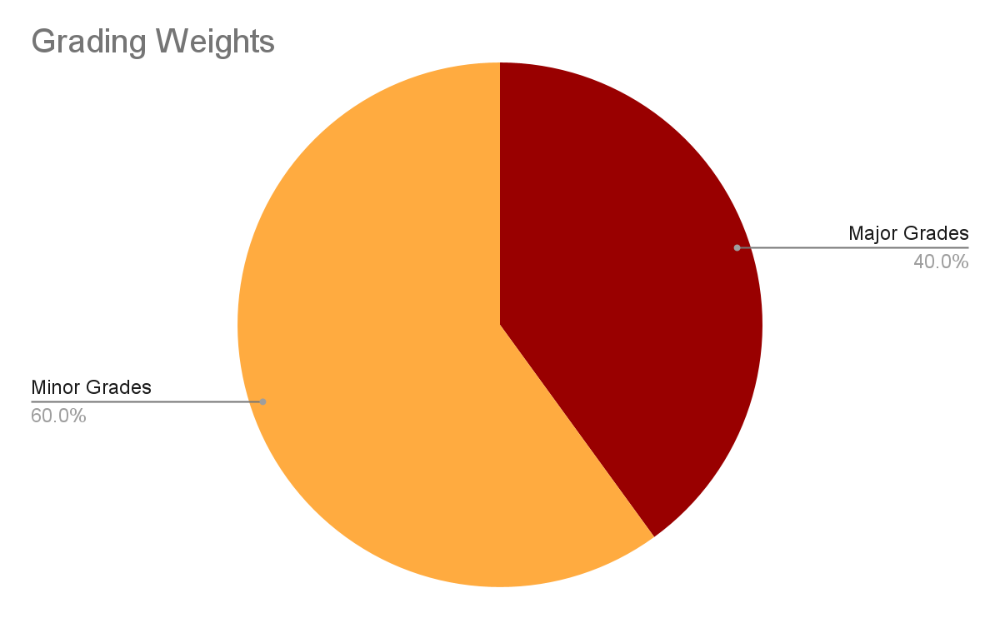 Grading Weights
Major Grades
40.0%
Minor Grades
60.0%